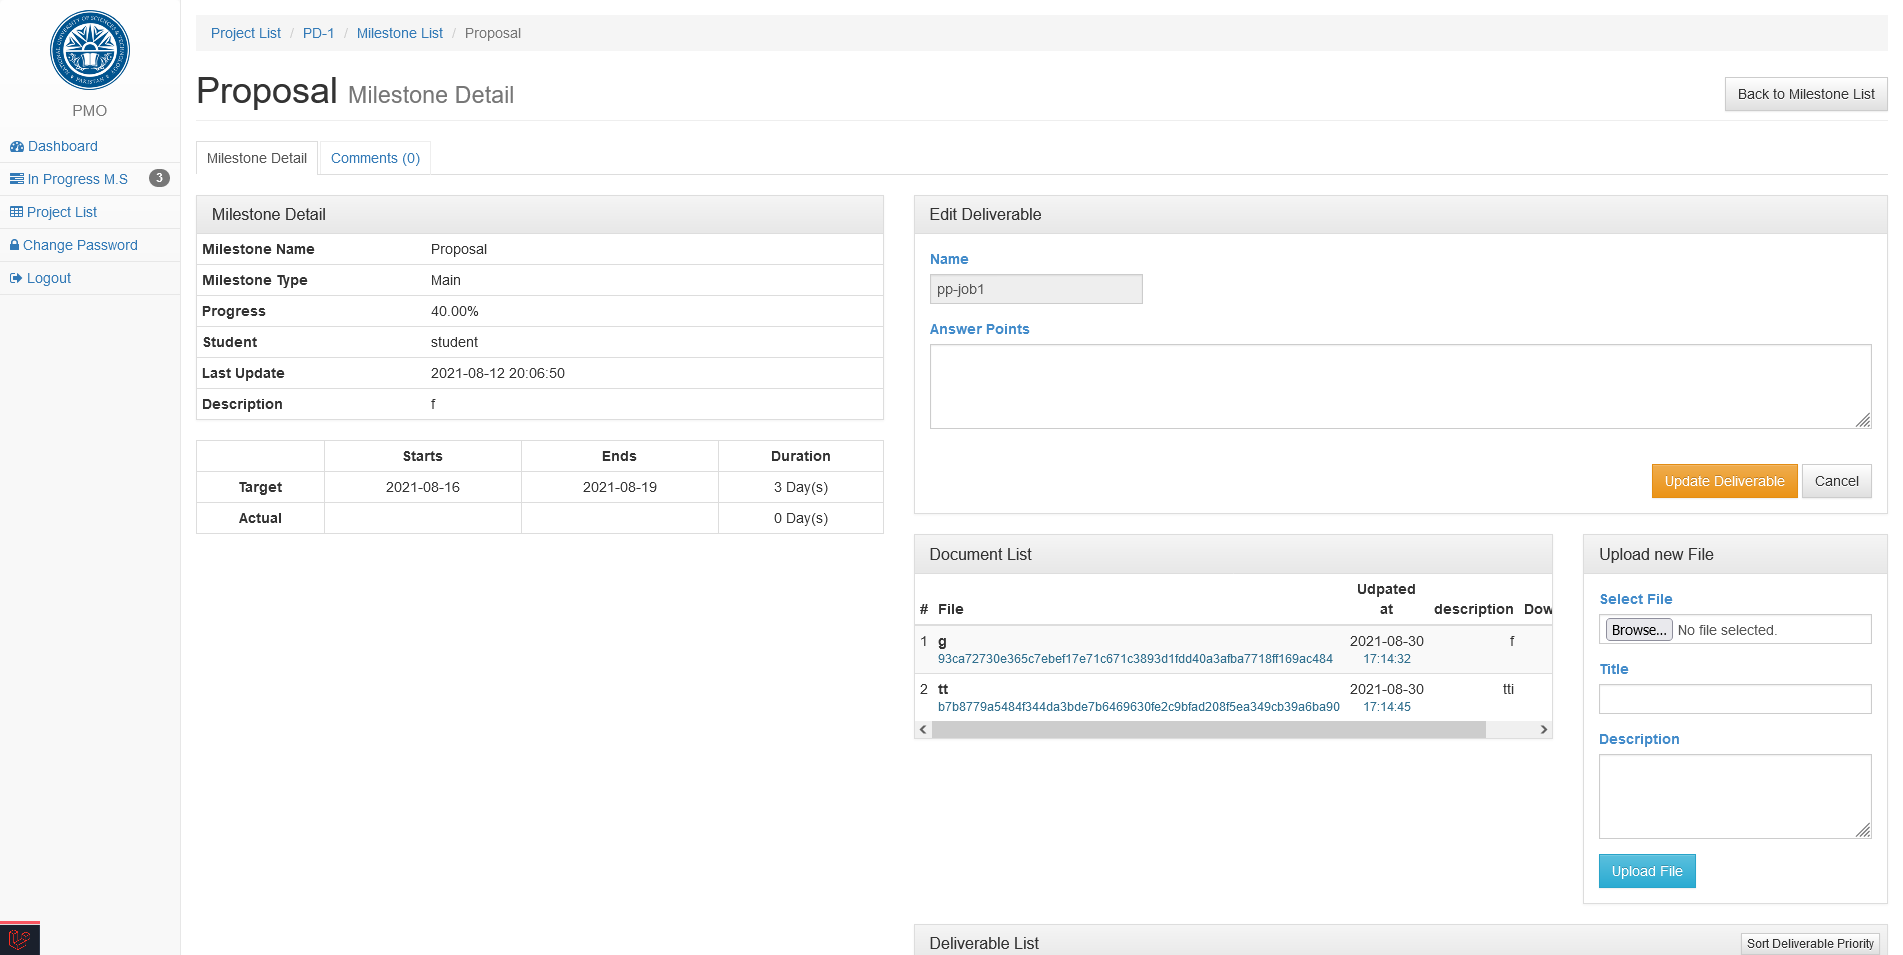 NATIONAL UNIVERSITY OF SCIENCES & TECHNOLOGY
PAKISTAN
PMO
Dashboard
In Progress M.S 3
Project List
Change Password
Logout
Project List / PD-1 / Milestone List / Proposal
Proposal Milestone Detail
Back to Milestone List
Milestone Detail
Comments (0)
Milestone Detail
Milestone Name Proposal
Milestone Type Main
Progress 40.00%
Student student
Last Update 2021-08-12 20:06:50
Description f
Starts Ends Duration
Target 2021-08-16 2021-08-19 3 Day(s)
Actual 0 Day(s)
Edit Deliverable
Name
pp-job1
Answer Points
Update Deliverable Cancel
Document List
# File Udpated at description Dow
1 g 2021-08-30 f
93ca72730e365c7ebef17e71c671c3893d1fdd40a3afba7718ff169ac484 17:14:32
2 tt 2021-08-30 tti
b7b8779a5484f344da3bde7b6469630fe2c9bfad208f5ea349cb39a6ba90 17:14:45
Upload new File
Select File
Browse... No file selected.
Title
Description
Upload File
Deliverable List
Sort Deliverable Priority